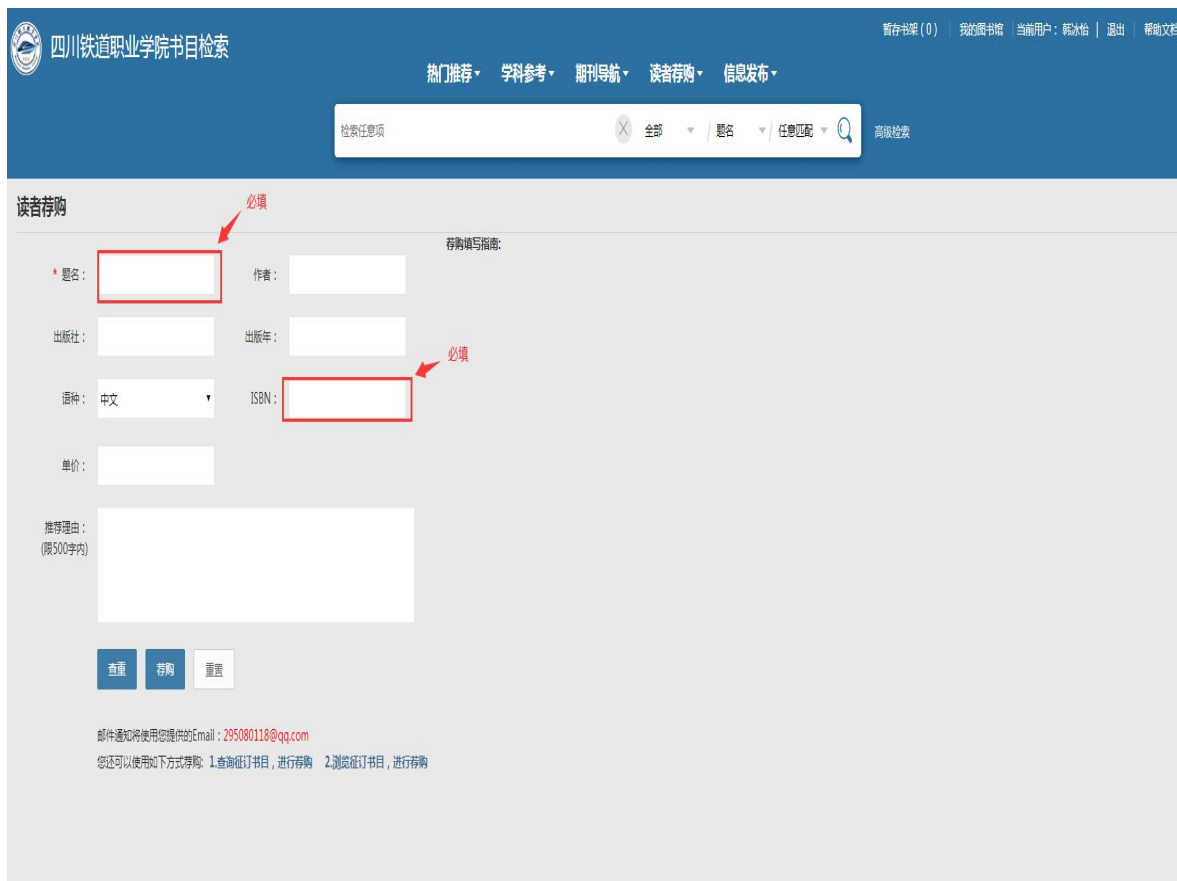 四川铁道职业学院书目检索
暂存书架 ( 0 ) | 我的图书馆 | 当前用户：韩冰怡 | 退出 | 帮助文档
热门推荐 学科参考 期刊导航 读者荐购 信息发布
检索任意项 全部 / 题名 / 任意匹配 高级检索
读者荐购
必填
荐购填写指南:
* 题名： 作者：
出版社： 出版年：
必填
语种： 中文 ISBN：
单价：
推荐理由：
(限500字内)
查重 荐购 重置
邮件通知将使用您提供的Email：295080118@qq.com
您还可以使用如下方式荐购: 1.查询征订书目，进行荐购 2.浏览征订书目，进行荐购